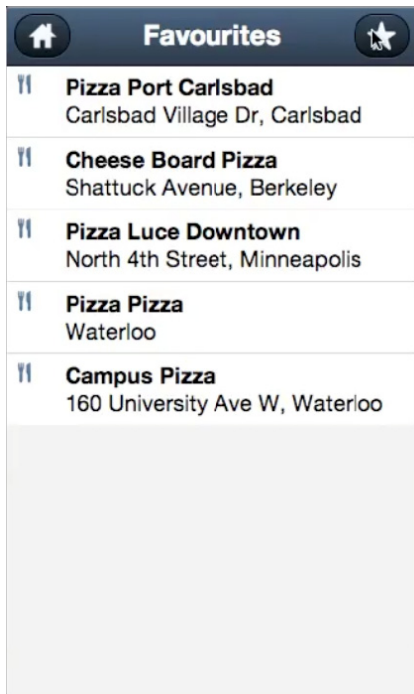 Favourites
Pizza Port Carlsbad
Carlsbad Village Dr, Carlsbad
Cheese Board Pizza
Shattuck Avenue, Berkeley
Pizza Luce Downtown
North 4th Street, Minneapolis
Pizza Pizza
Waterloo
Campus Pizza
160 University Ave W, Waterloo